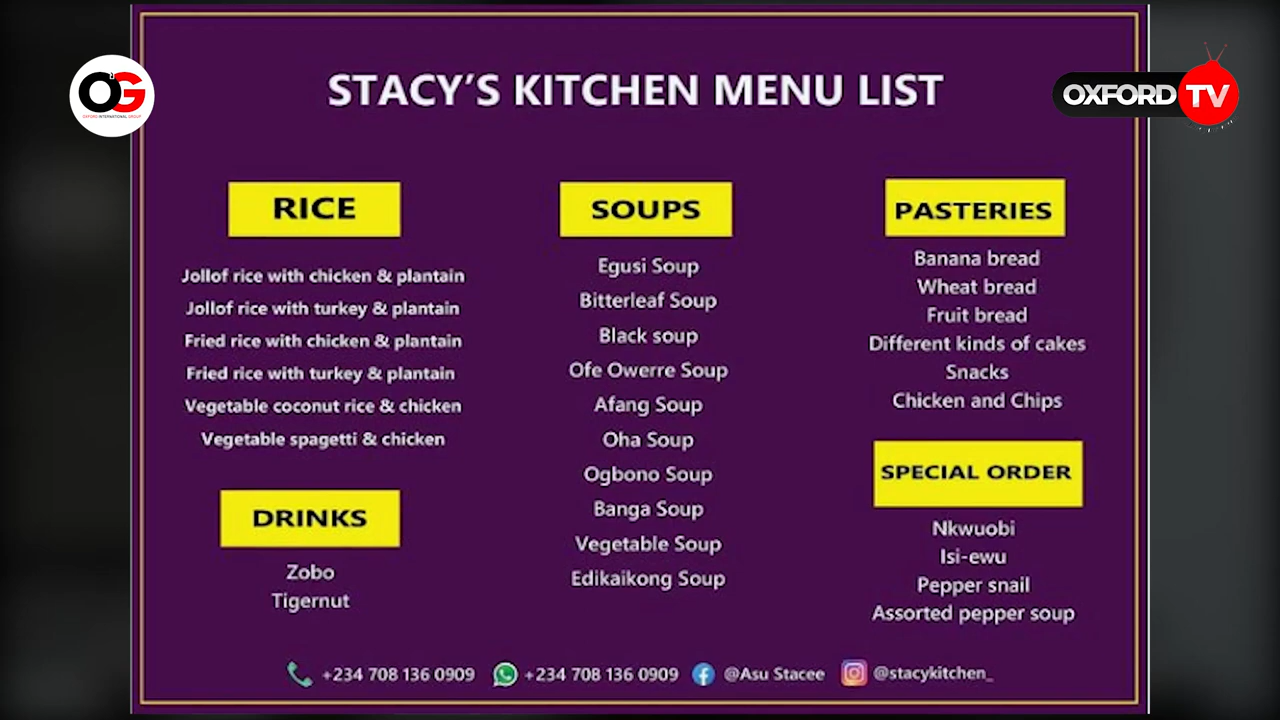 STACY'S KITCHEN MENU LIST
OG
OXFORD INTERNATIONAL GROUP
OXFORD TV
RICE
Jollof rice with chicken & plantain
Jollof rice with turkey & plantain
Fried rice with chicken & plantain
Fried rice with turkey & plantain
Vegetable coconut rice & chicken
Vegetable spagetti & chicken
DRINKS
Zobo
Tigernut
SOUPS
Egusi Soup
Bitterleaf Soup
Black soup
Ofe Owerre Soup
Afang Soup
Oha Soup
Ogbono Soup
Banga Soup
Vegetable Soup
Edikaikong Soup
PASTERIES
Banana bread
Wheat bread
Fruit bread
Different kinds of cakes
Snacks
Chicken and Chips
SPECIAL ORDER
Nkwuobi
Isi-ewu
Pepper snail
Assorted pepper soup
+234 708 136 0909 +234 708 136 0909 @Asu Stacee @stacykitchen_